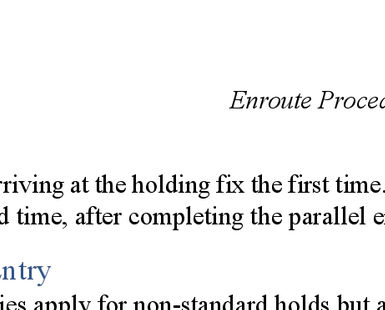 Enroute Proced
rriving at the holding fix the first time.
d time, after completing the parallel e
entry
ies apply for non-standard holds but a